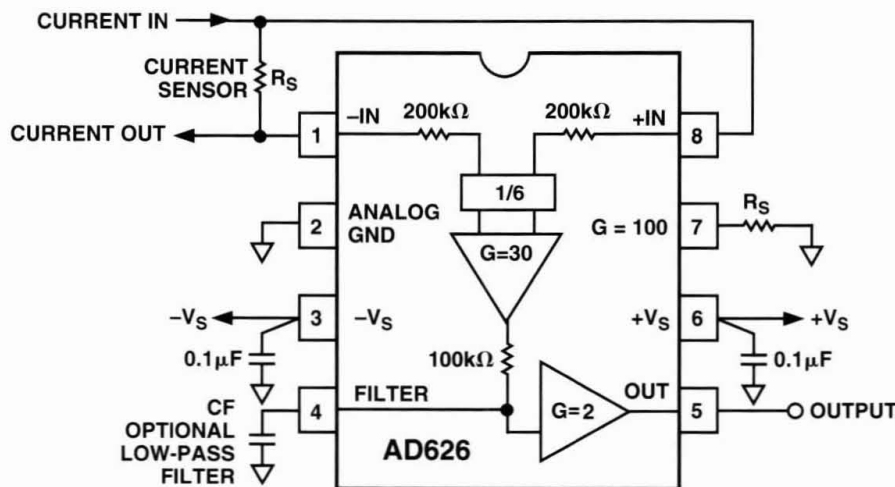 CURRENT IN
CURRENT
SENSOR
RS
CURRENT OUT
1
–IN
200kΩ
200kΩ
+IN
8
1/6
2
ANALOG
GND
G=30
G = 100
7
RS
–VS
3
–VS
+VS
6
+VS
0.1μF
100kΩ
0.1μF
CF
OPTIONAL
LOW-PASS
FILTER
4
FILTER
G=2
OUT
5
OUTPUT
AD626